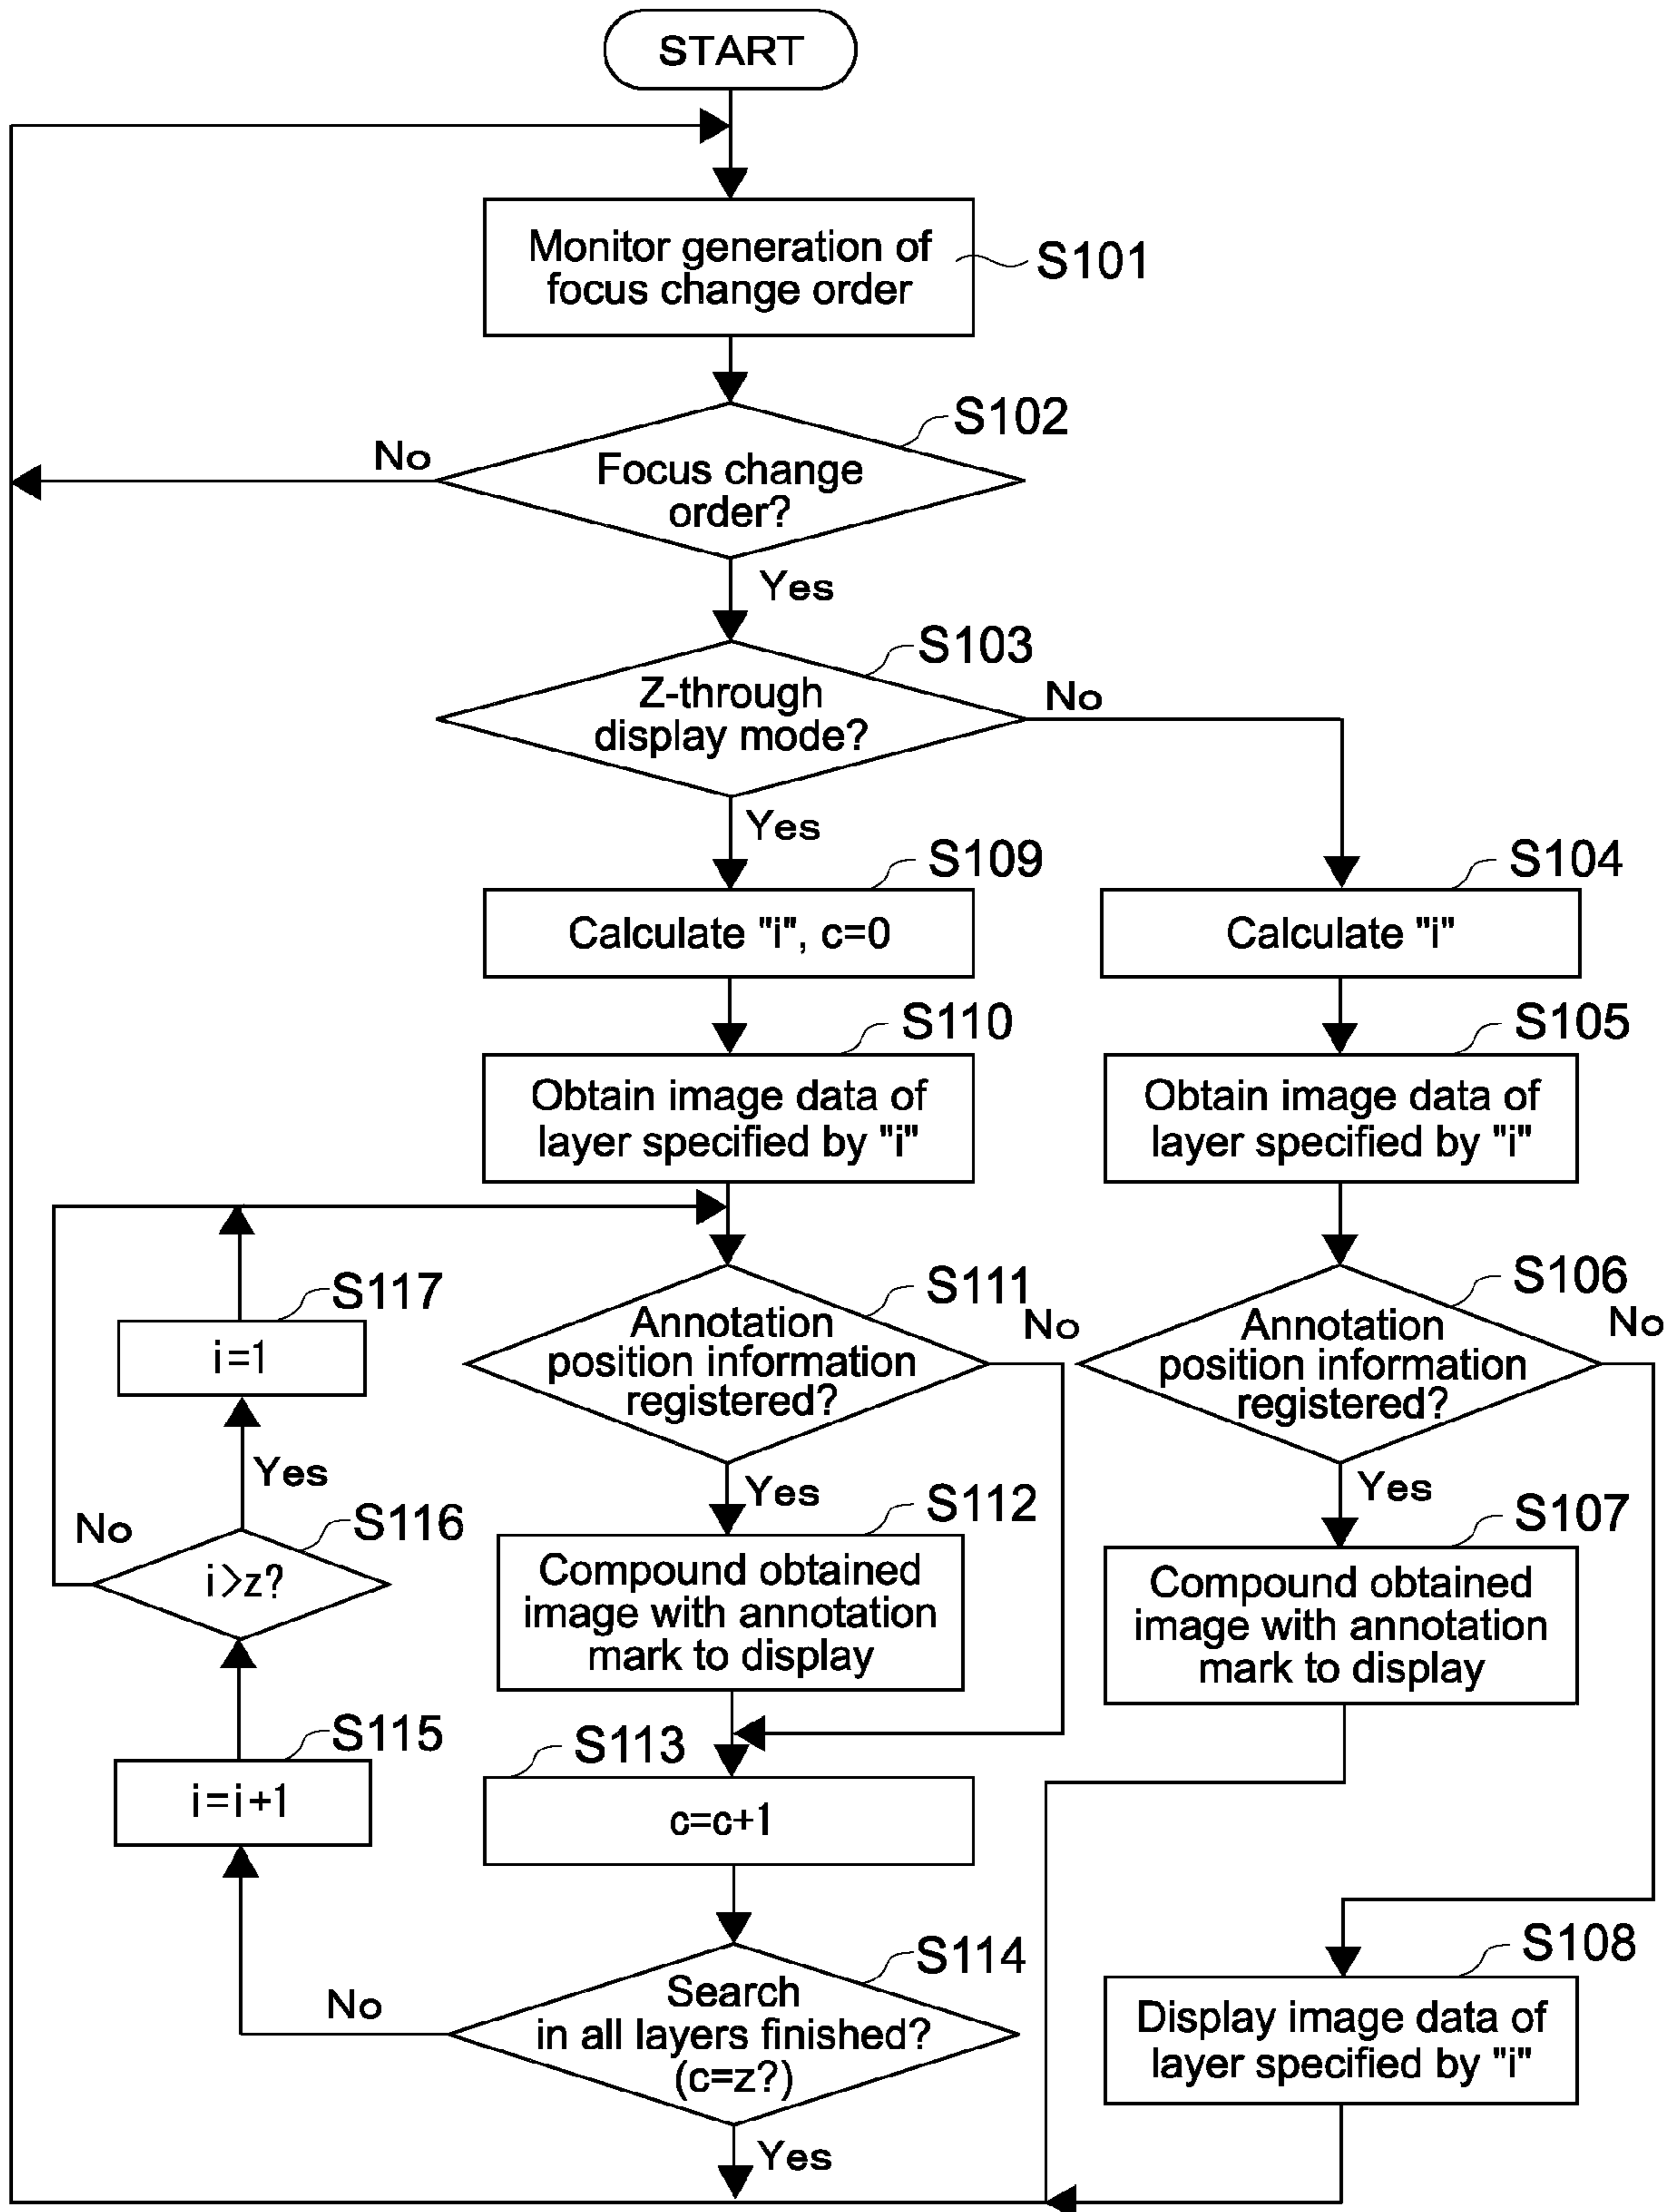 START
Monitor generation of
focus change order
S101
S102
No
Focus change
order?
Yes
S103
Z-through
display mode?
No
Yes
S109
Calculate "i", c=0
S104
Calculate "i"
S110
Obtain image data of
layer specified by "i"
S105
Obtain image data of
layer specified by "i"
S117
i=1
S111
Annotation
position information
registered?
No
S106
Annotation
position information
registered?
No
Yes
S116
No
i>z?
Yes
S112
Compound obtained
image with annotation
mark to display
Yes
S107
Compound obtained
image with annotation
mark to display
S115
i=i+1
S113
c=c+1
S114
No
Search
in all layers finished?
(c=z?)
Yes
S108
Display image data of
layer specified by "i"